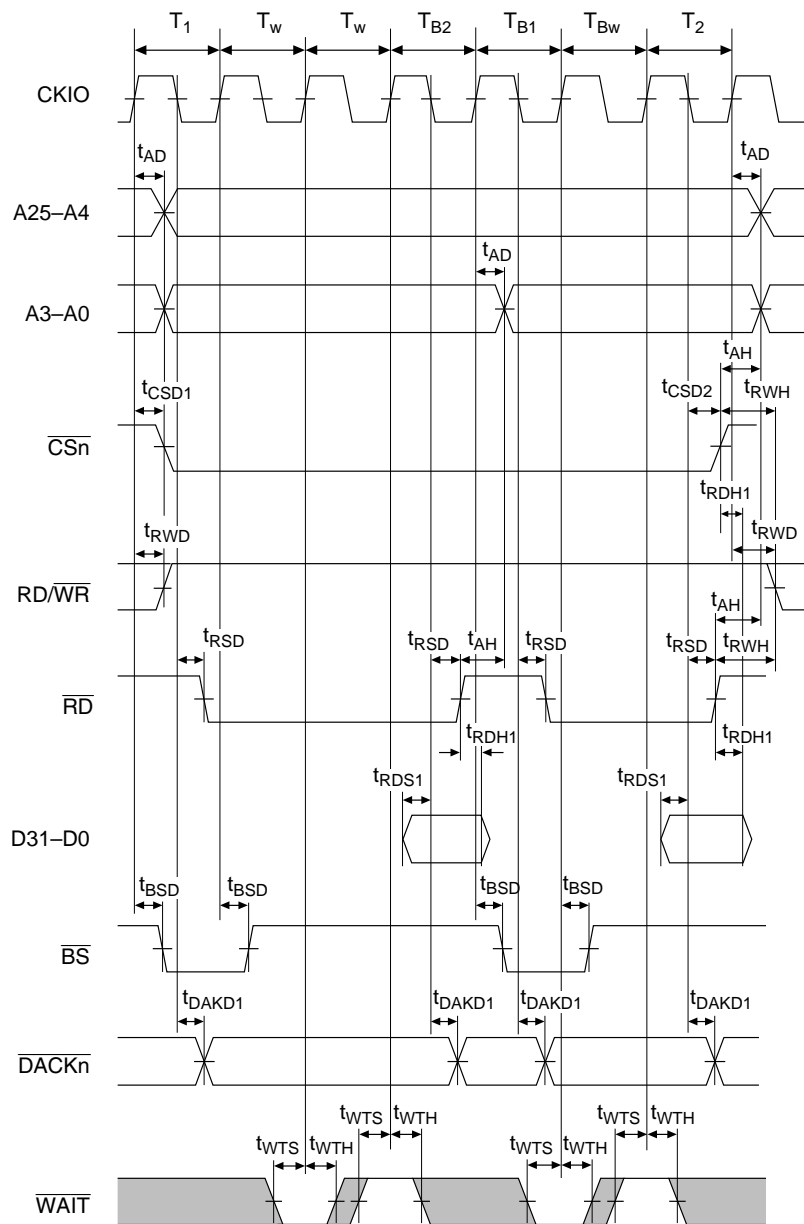 T1 Tw Tw TB2 TB1 TBw T2
CKIO
tAD tAD
A25–A4
tAD
A3–A0
tAH
tCSD1 tCSD2 tRWH
CSn
tRDH1
tRWD tRWD
RD/WR
tAH
tRSD tRSD tAH tRSD tRSD tRWH
RD
tRDH1 tRDH1
tRDS1 tRDS1
D31–D0
tBSD tBSD tBSD tBSD
BS
tDAKD1 tDAKD1 tDAKD1 tDAKD1
DACKn
tWTS tWTH tWTS tWTH
tWTS tWTH tWTS tWTH
WAIT